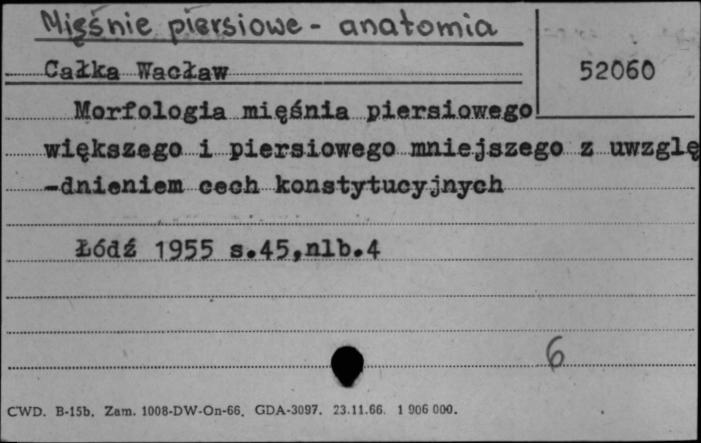 Mięśnie piersiowe - anatomia
Całka Wacław
52060
Morfologia mięśnia piersiowego
większego i piersiowego mniejszego z uwzglę
-dnieniem cech konstytucyjnych
Łódź 1955 s.45,nlb.4
6
CWD. B-15b. Zam. 1008-DW-On-66. GDA-3097. 23.11.66. 1 906 000.